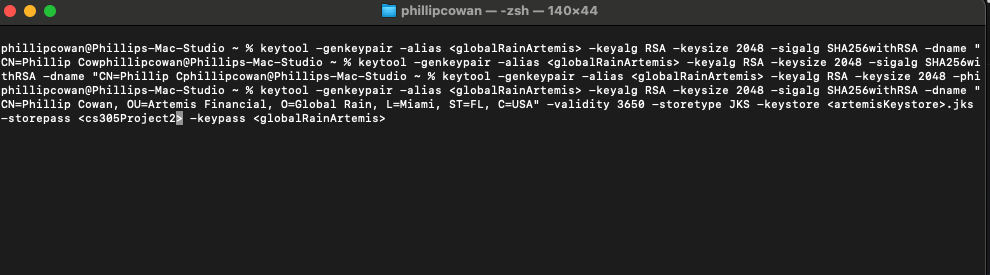 phillipcowan — -zsh — 140×44
phillipcowan@Phillips-Mac-Studio ~ % keytool -genkeypair -alias <globalRainArtemis> -keyalg RSA -keysize 2048 -sigalg SHA256withRSA -dname "
CN=Phillip Cowphillipcowan@Phillips-Mac-Studio ~ % keytool -genkeypair -alias <globalRainArtemis> -keyalg RSA -keysize 2048 -sigalg SHA256wi
thRSA -dname "CN=Phillip Cphillipcowan@Phillips-Mac-Studio ~ % keytool -genkeypair -alias <globalRainArtemis> -keyalg RSA -keysize 2048 -phi
phillipcowan@Phillips-Mac-Studio ~ % keytool -genkeypair -alias <globalRainArtemis> -keyalg RSA -keysize 2048 -sigalg SHA256withRSA -dname "
CN=Phillip Cowan, OU=Artemis Financial, O=Global Rain, L=Miami, ST=FL, C=USA" -validity 3650 -storetype JKS -keystore <artemisKeystore>.jks
-storepass <cs305Project2> -keypass <globalRainArtemis>